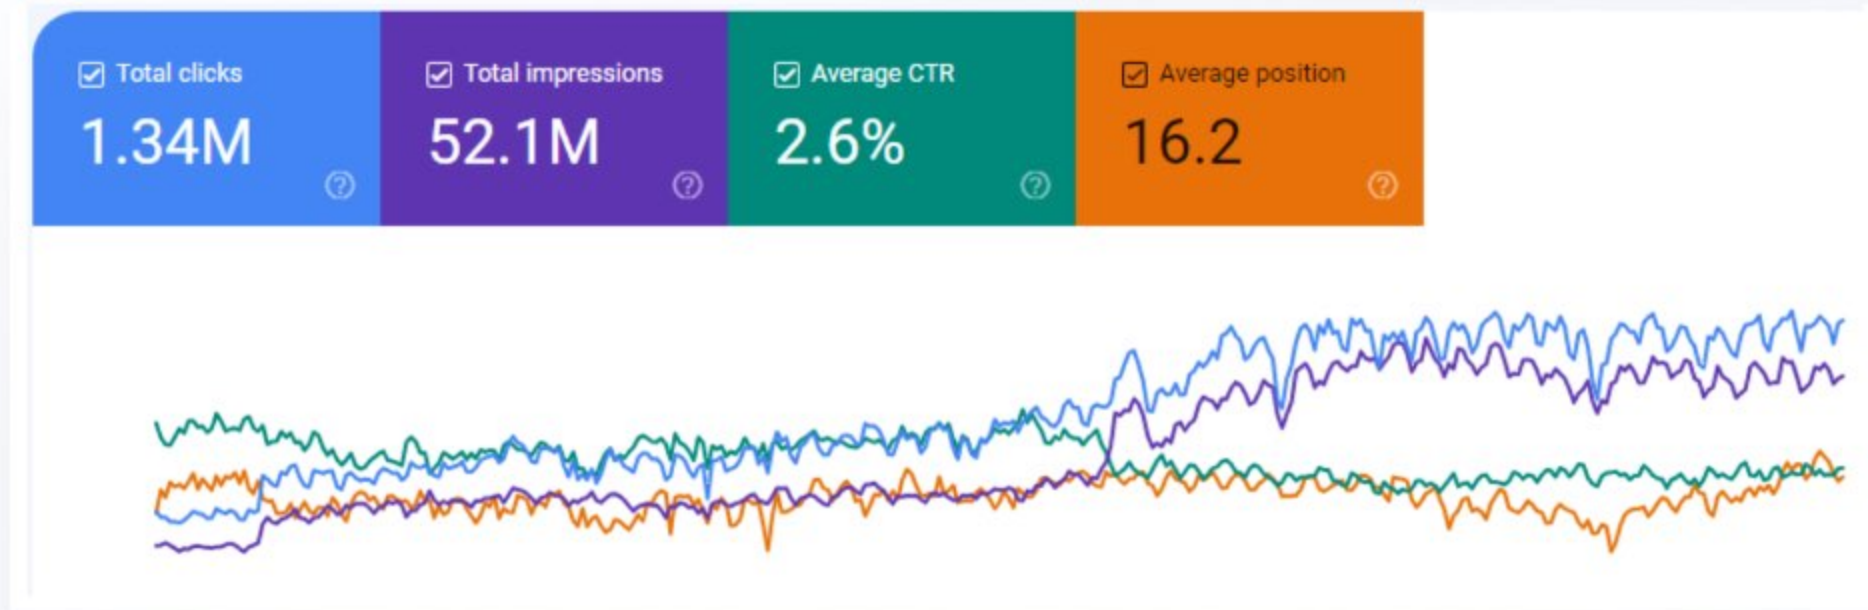 Total clicks
1.34M
Total impressions
52.1M
Average CTR
2.6%
Average position
16.2